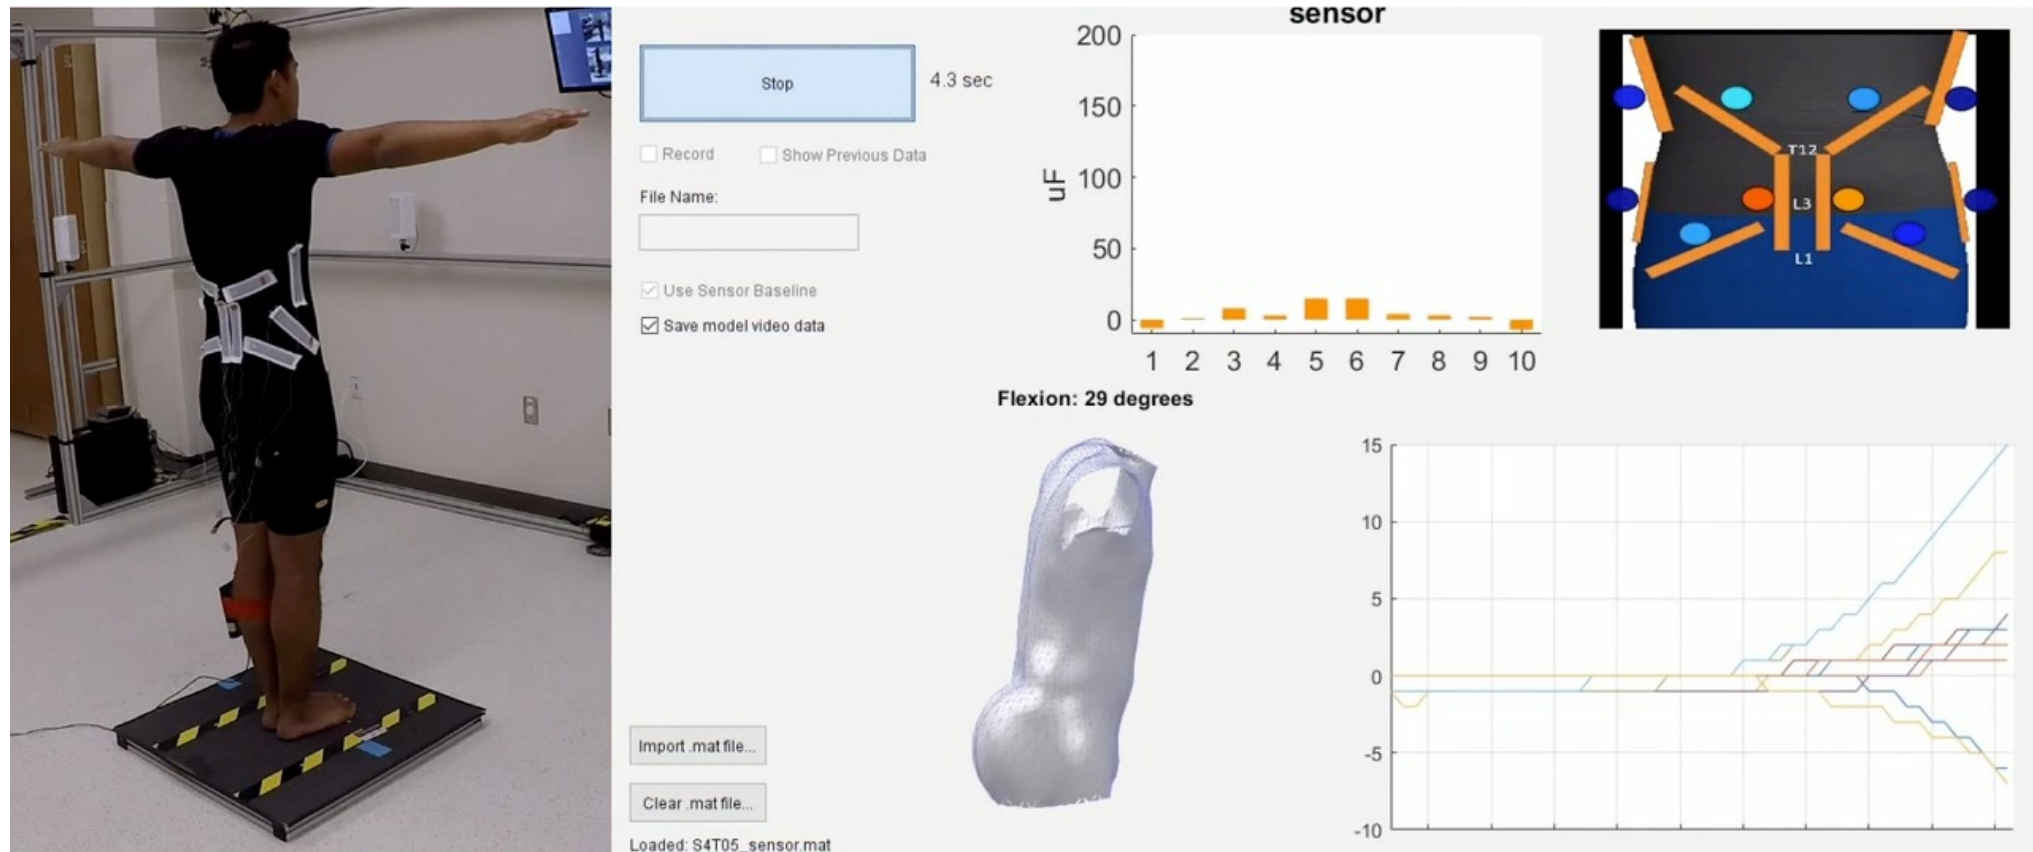 sensor
Stop
4.3 sec
Record
Show Previous Data
File Name:
Use Sensor Baseline
Save model video data
200
150
100
50
0
uF
1 2 3 4 5 6 7 8 9 10
T12
L3
L1
Flexion: 29 degrees
15
10
5
0
-5
-10
Import .mat file...
Clear .mat file...
Loaded: S4T05_sensor.mat